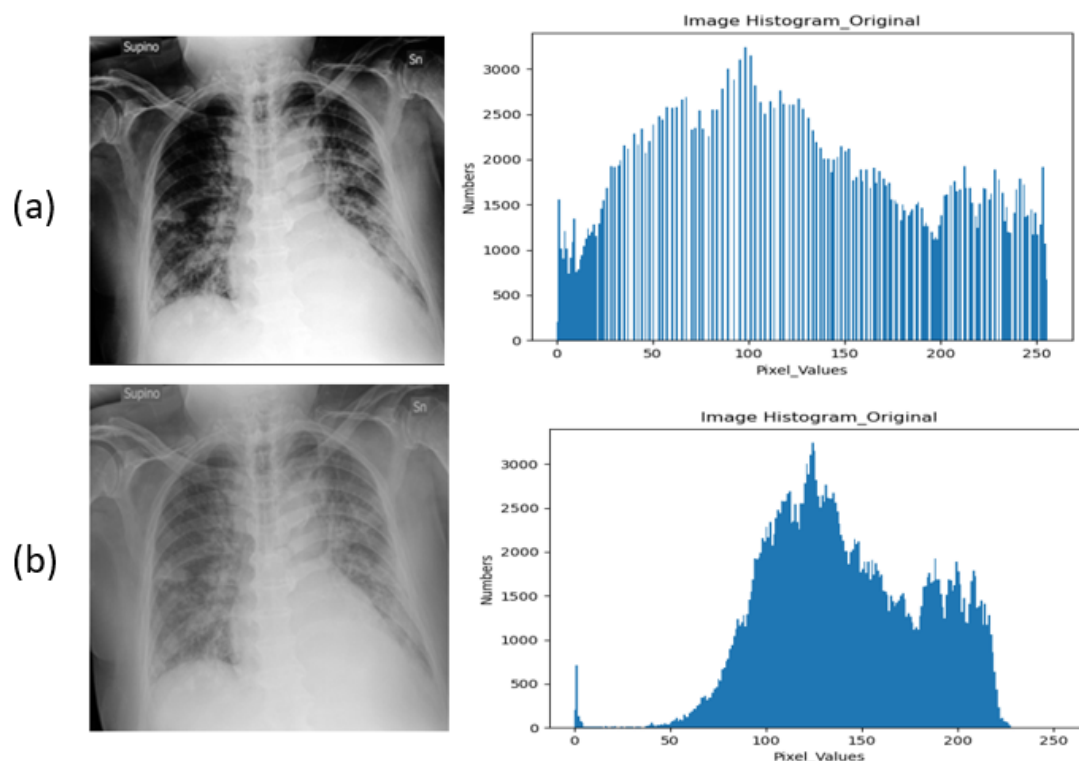 (a)
Supino
Sn
Image Histogram_Original
Numbers
3000
2500
2000
1500
1000
500
0
0 50 100 150 200 250
Pixel_Values
(b)
Supino
Sn
Image Histogram_Original
Numbers
3000
2500
2000
1500
1000
500
0
0 50 100 150 200 250
Pixel_Values